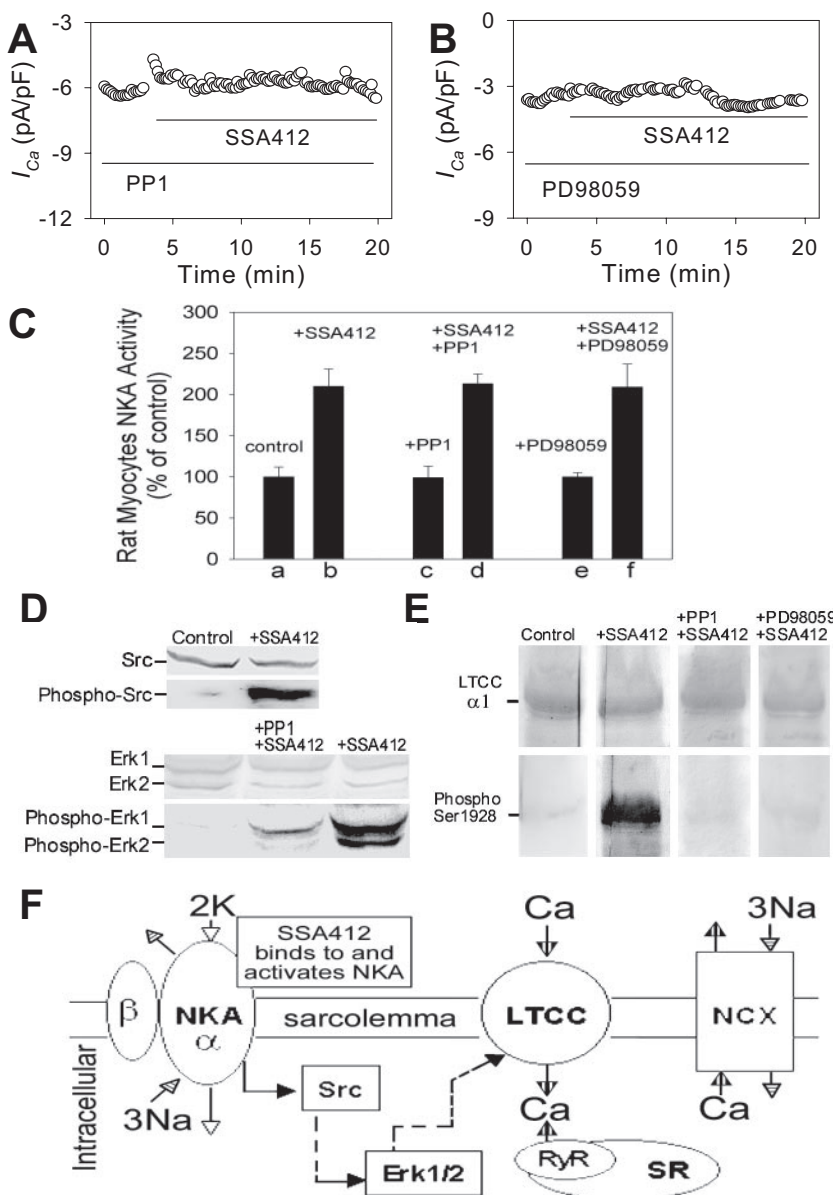 A
-3
-6
-9
-12
I_Ca (pA/pF)
SSA412
PP1
0 5 10 15 20
Time (min)
B
0
-3
-6
-9
I_Ca (pA/pF)
SSA412
PD98059
0 5 10 15 20
Time (min)
C
Rat Myocytes NKA Activity
(% of control)
300
250
200
150
100
50
0
control
+SSA412
+PP1
+SSA412
+PP1
+PD98059
+SSA412
+PD98059
a b c d e f
D
Control +SSA412
Src
Phospho-Src
+PP1
+SSA412 +SSA412
Erk1
Erk2
Phospho-Erk1
Phospho-Erk2
E
Control
+SSA412
+PP1
+SSA412
+PD98059
+SSA412
LTCC
α1
Phospho
Ser1928
F
2K
SSA412
binds to and
activates NKA
Ca
3Na
β
NKA
α
sarcolemma
LTCC
NCX
Intracellular
3Na
Src
Ca
Ca
Erk1/2
RyR
SR